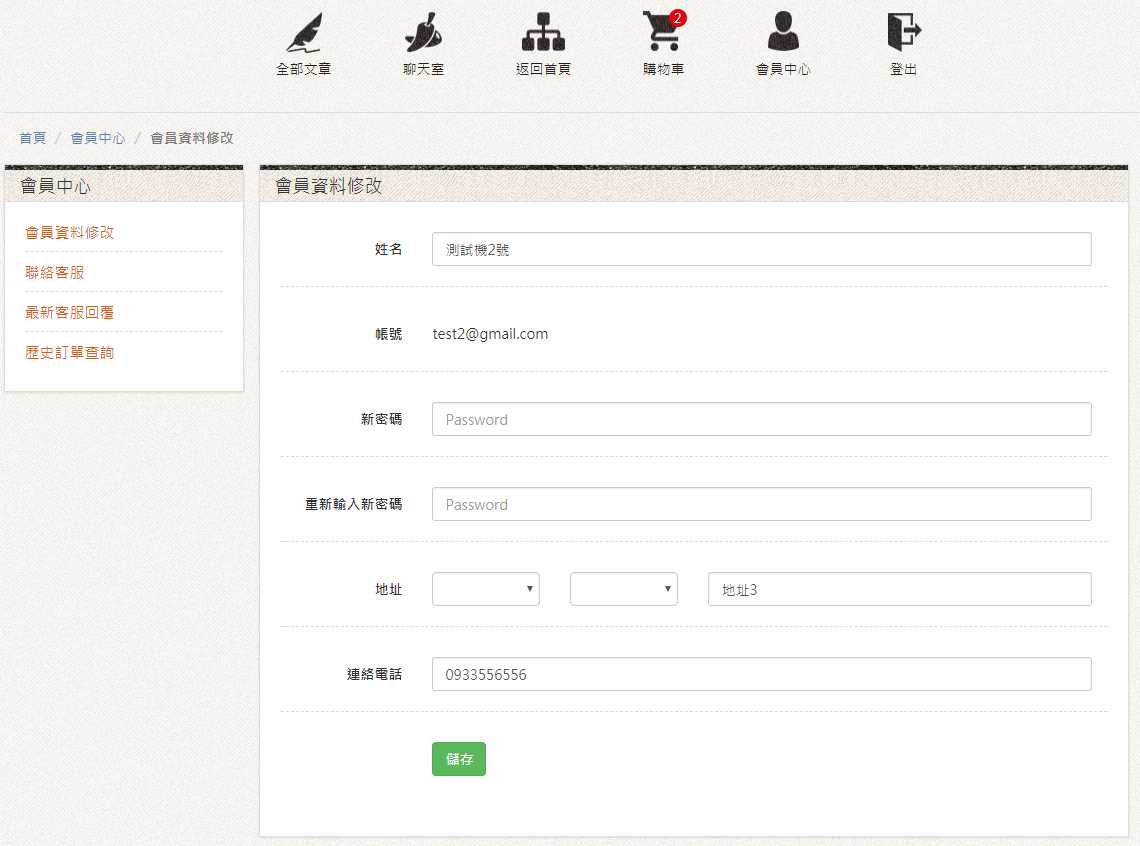 2
全部文章 聊天室 返回首頁 購物車 會員中心 登出
首頁 / 會員中心 / 會員資料修改
會員中心
會員資料修改
聯絡客服
最新客服回覆
歷史訂單查詢
會員資料修改
姓名 測試機2號
帳號 test2@gmail.com
新密碼 Password
重新輸入新密碼 Password
地址 地址3
連絡電話 0933556556
儲存